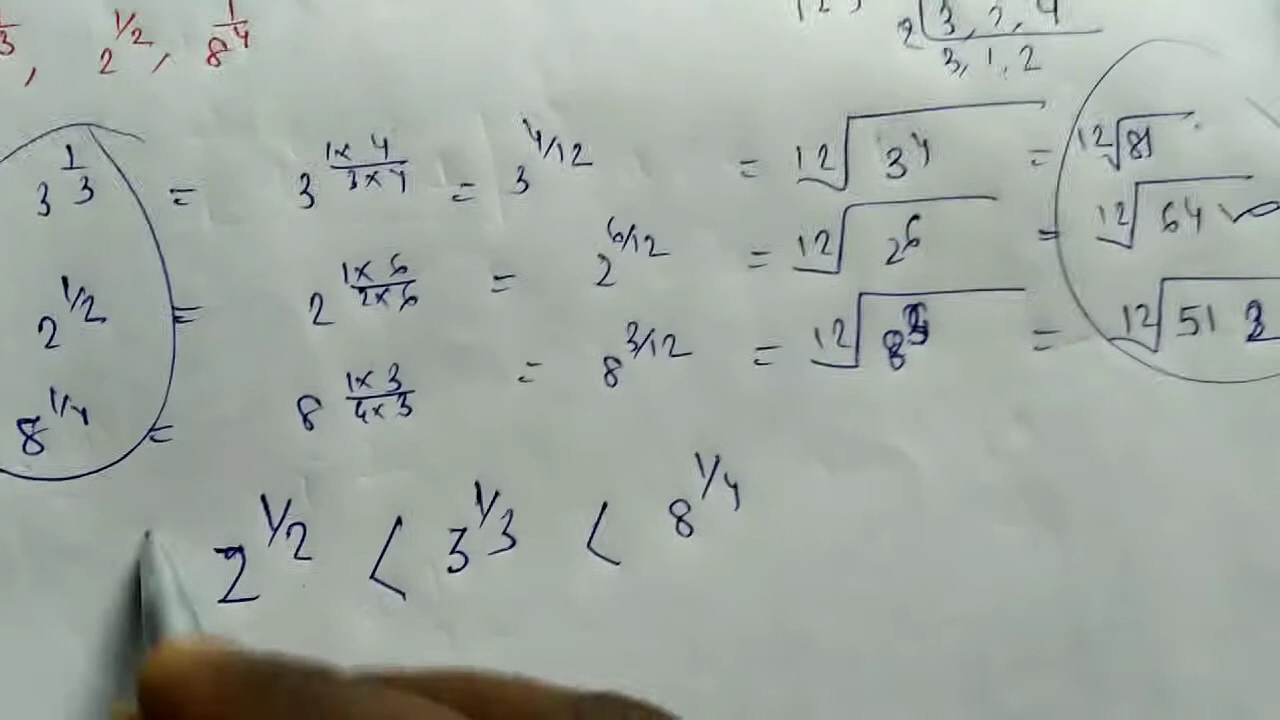 1/3, 2^1/2, 8^1/4
2 | 3, 2, 4
3, 1, 2
3^1/3 = 3^(1×4)/(3×4) = 3^4/12 = 12√3^4 = 12√81
2^1/2 = 2^(1×6)/(2×6) = 2^6/12 = 12√2^6 = 12√64
8^1/4 = 8^(1×3)/(4×3) = 8^3/12 = 12√8^3 = 12√512
2^1/2 < 3^1/3 < 8^1/4